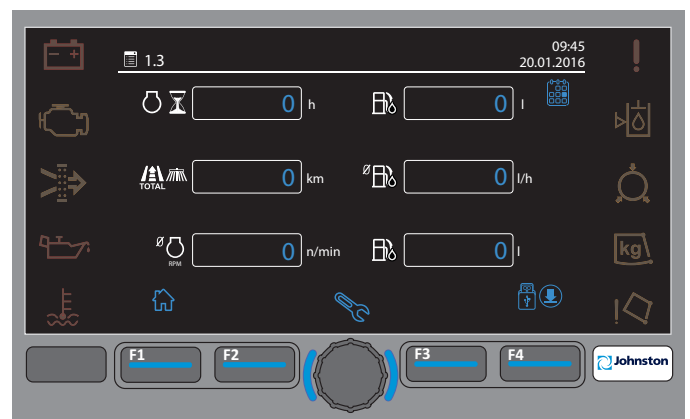 09:45
1.3
20.01.2016
0 h
0 l
TOTAL
0 km
Ø
0 l/h
Ø
RPM
0 n/min
0 l
kg
F1
F2
F3
F4
Johnston